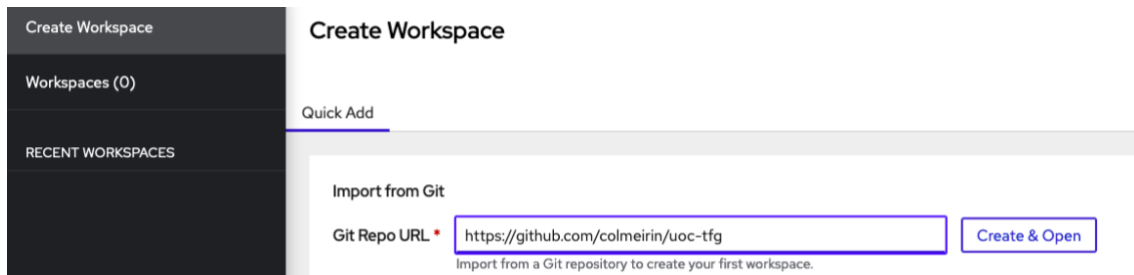 Create Workspace
Workspaces (0)
RECENT WORKSPACES
Create Workspace
Quick Add
Import from Git
Git Repo URL * https://github.com/colmeirin/uoc-tfg Create & Open
Import from a Git repository to create your first workspace.